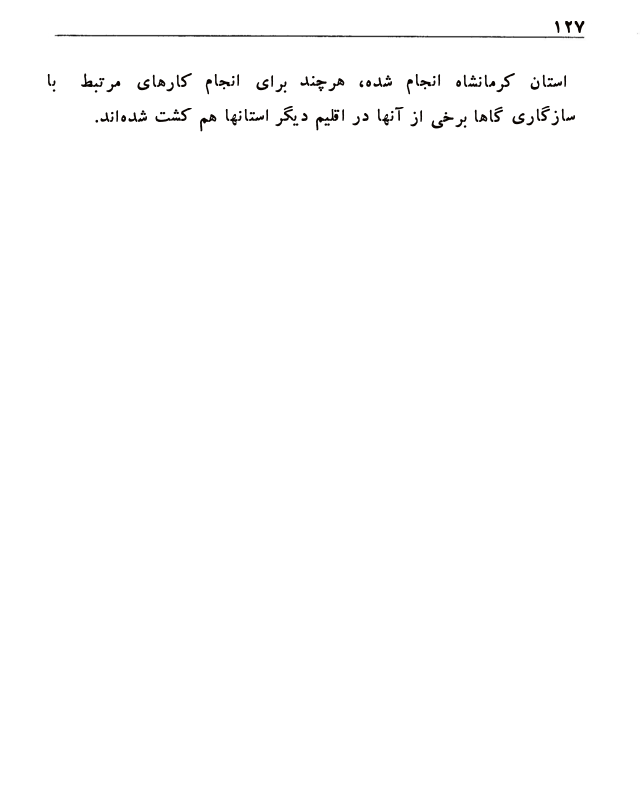 ۱۲۷
استان کرمانشاه انجام شده، هرچند برای انجام کارهای مرتبط با
سازگاری گاها برخی از آنها در اقلیم دیگر استانها هم کشت شده‌اند.